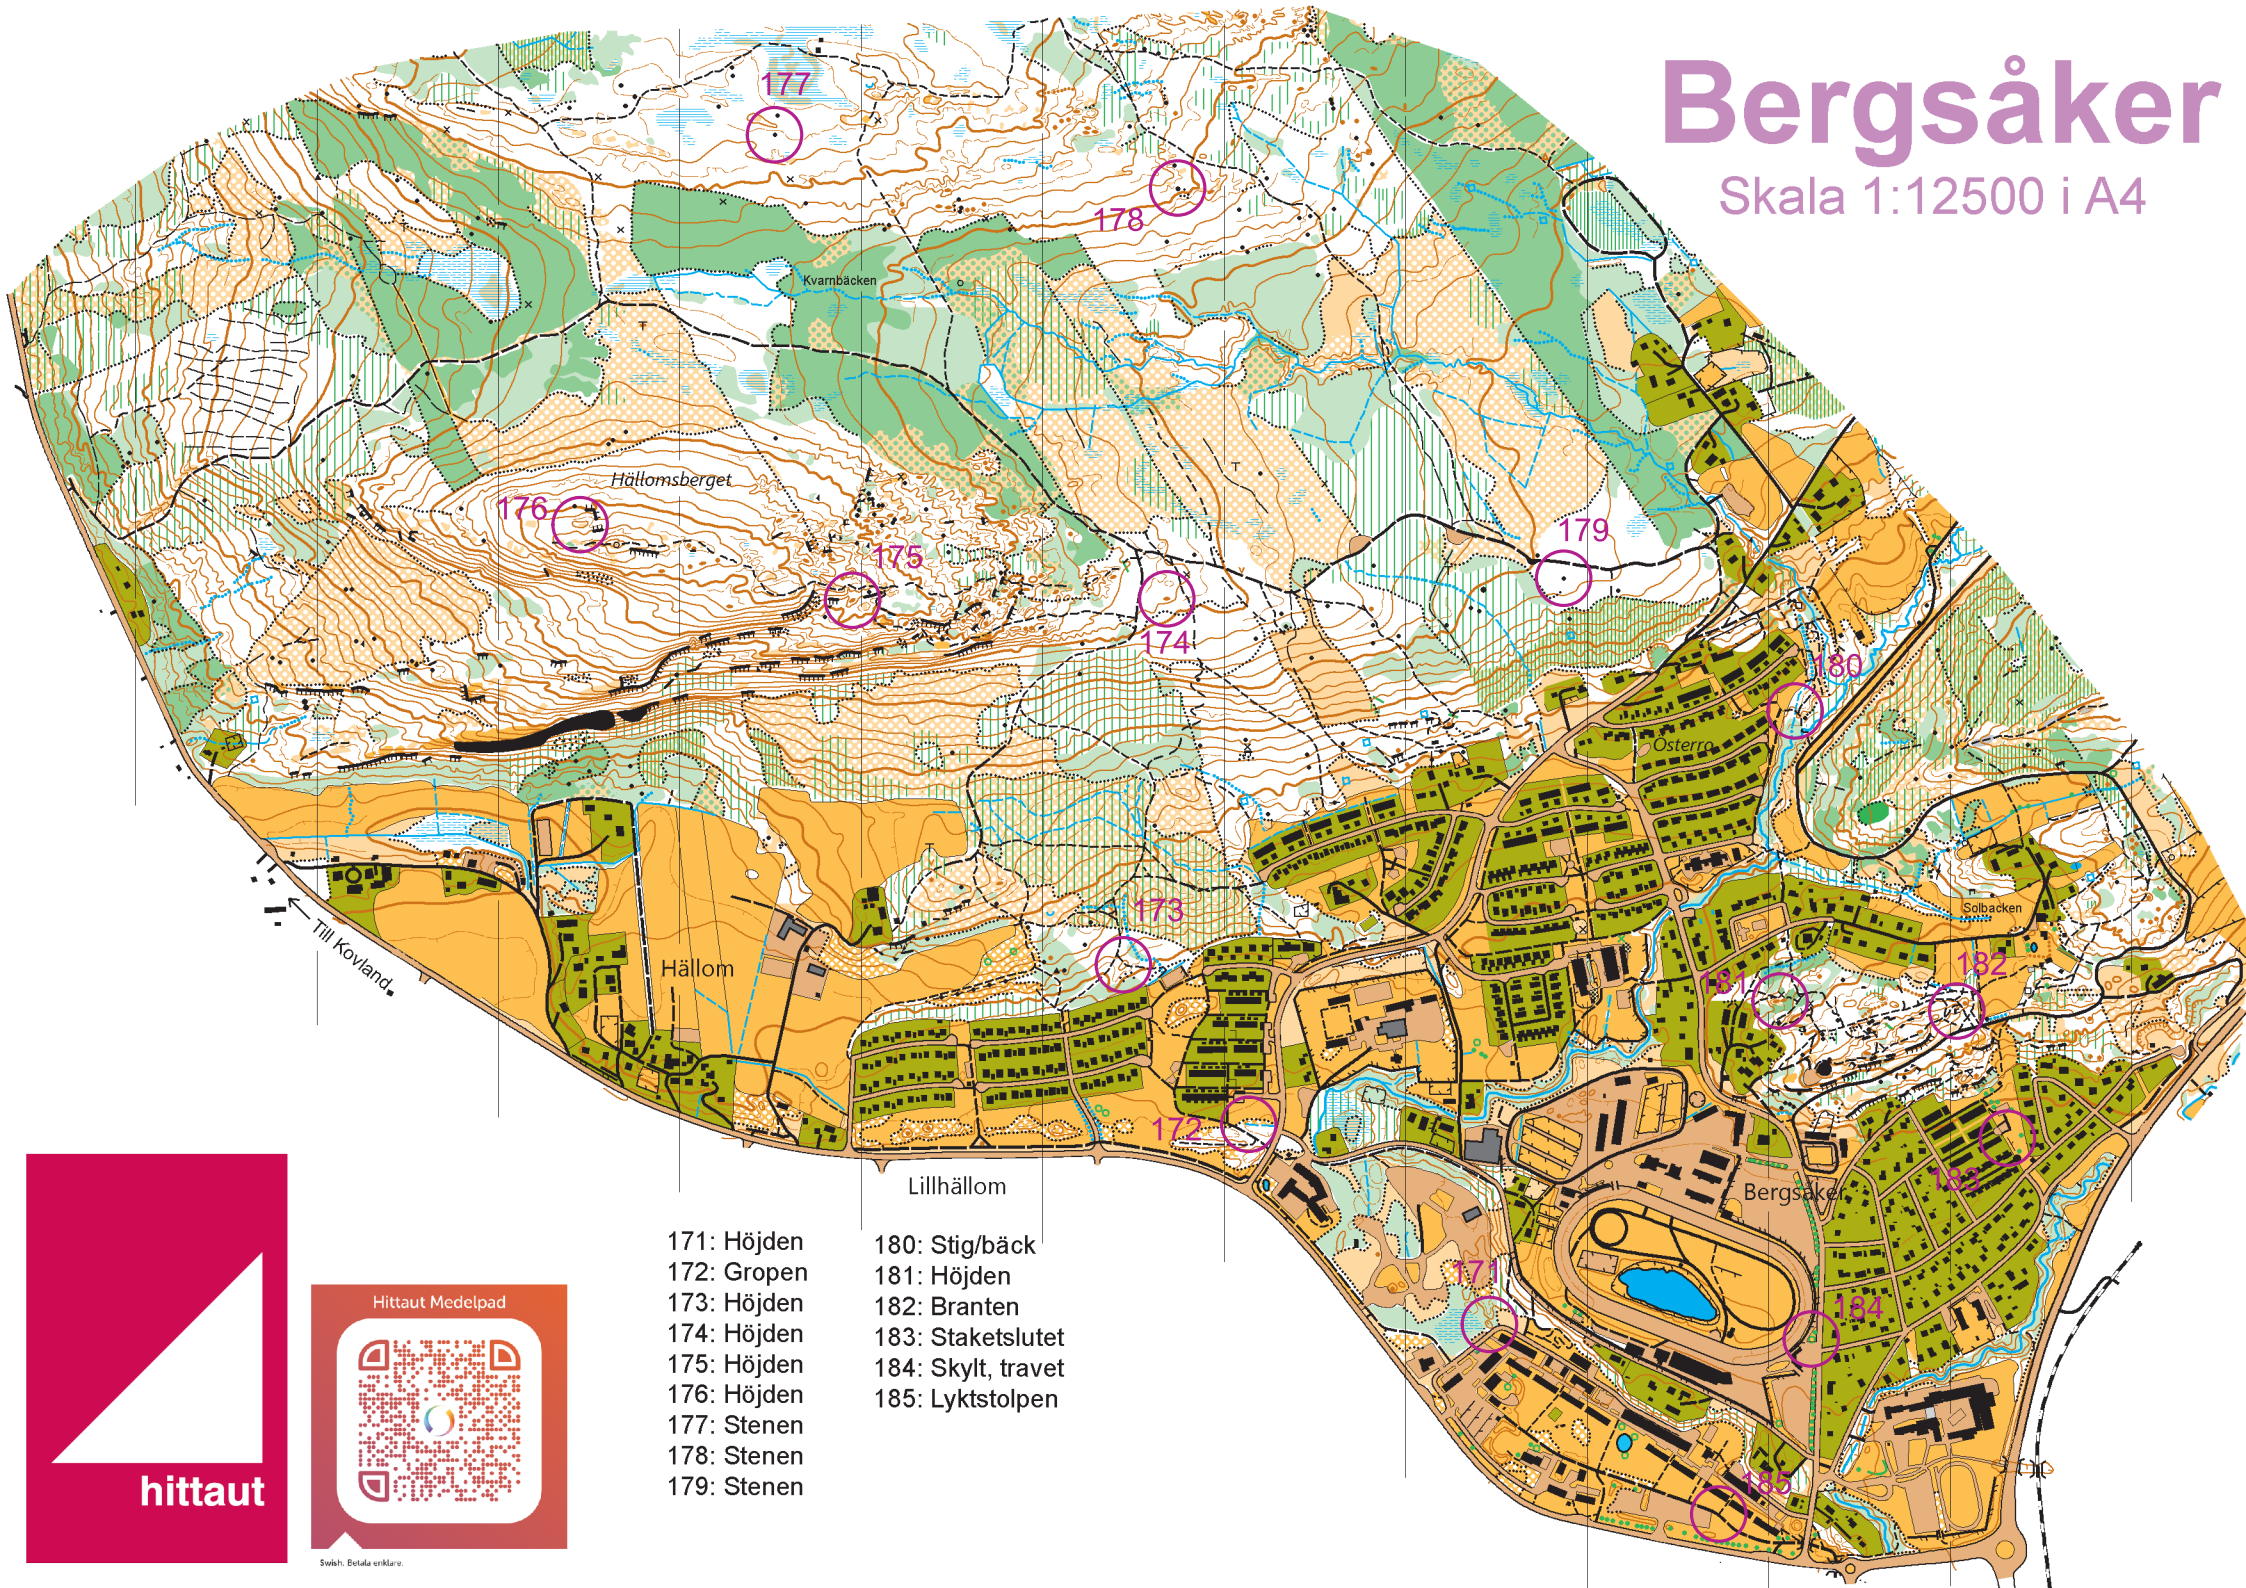 Bergsåker
Skala 1:12500 i A4
177
178
Kvarnbäcken
Hällomsberget
176
175
179
174
180
Österro
173
Solbacken
Till Kovland
Hällom
181
182
172
183
Lillhällom
Bergsåker
171
184
185
171: Höjden
172: Gropen
173: Höjden
174: Höjden
175: Höjden
176: Höjden
177: Stenen
178: Stenen
179: Stenen
180: Stig/bäck
181: Höjden
182: Branten
183: Staketslutet
184: Skylt, travet
185: Lyktstolpen
hittaut
Hittaut Medelpad
Swish. Betala enklare.